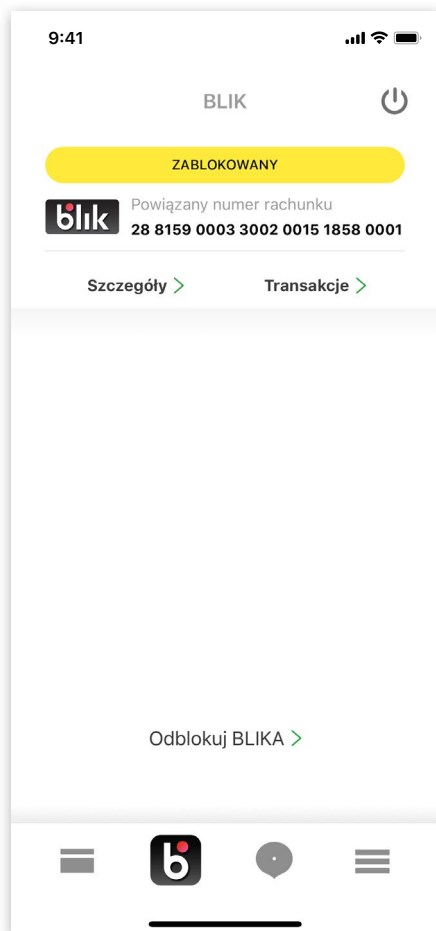 9:41
BLIK
ZABLOKOWANY
blik
Powiązany numer rachunku
28 8159 0003 3002 0015 1858 0001
Szczegóły
Transakcje
Odblokuj BLIKA
b